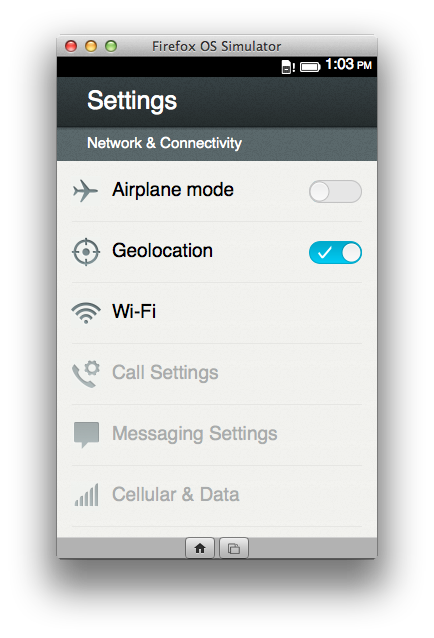 Firefox OS Simulator
1:03 PM
Settings
Network & Connectivity
Airplane mode
Geolocation
Wi-Fi
Call Settings
Messaging Settings
Cellular & Data